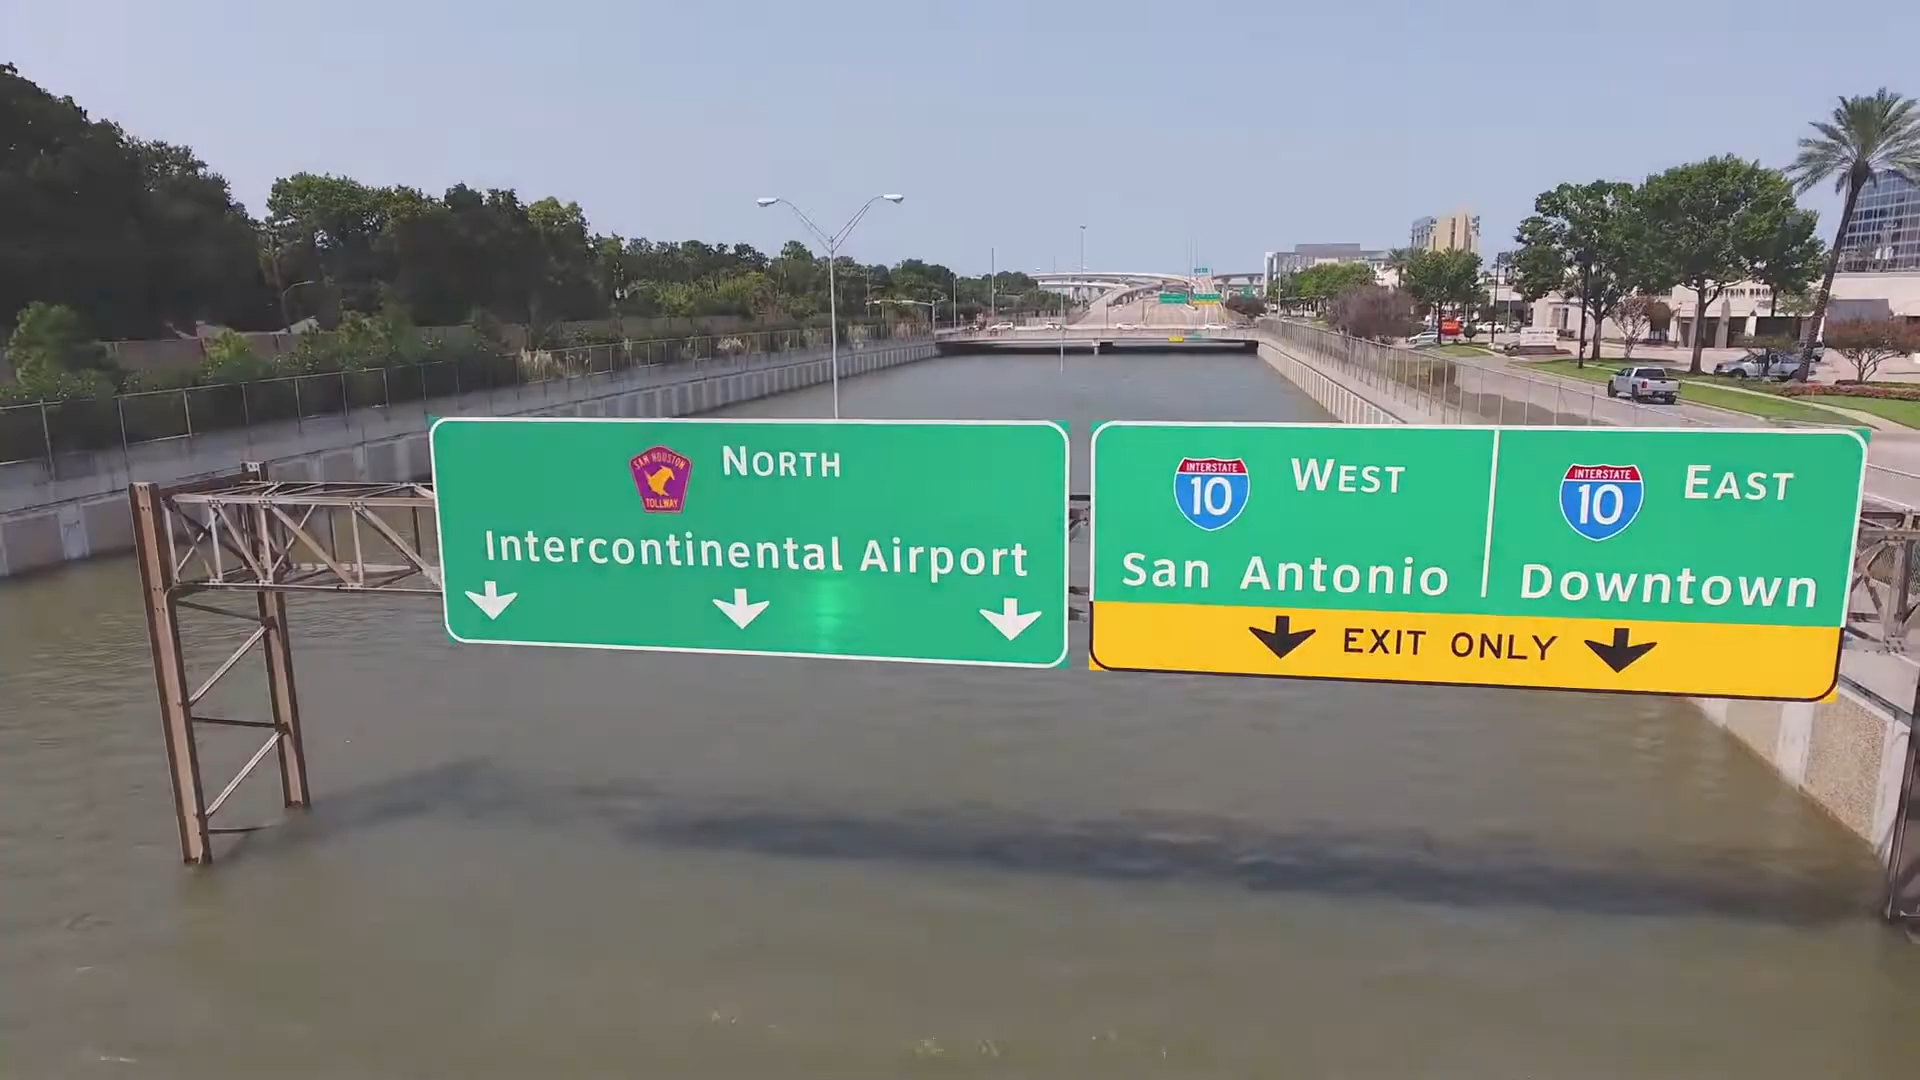 SAM HOUSTON
TOLLWAY
NORTH
Intercontinental Airport
INTERSTATE
10
WEST
San Antonio
INTERSTATE
10
EAST
Downtown
EXIT ONLY